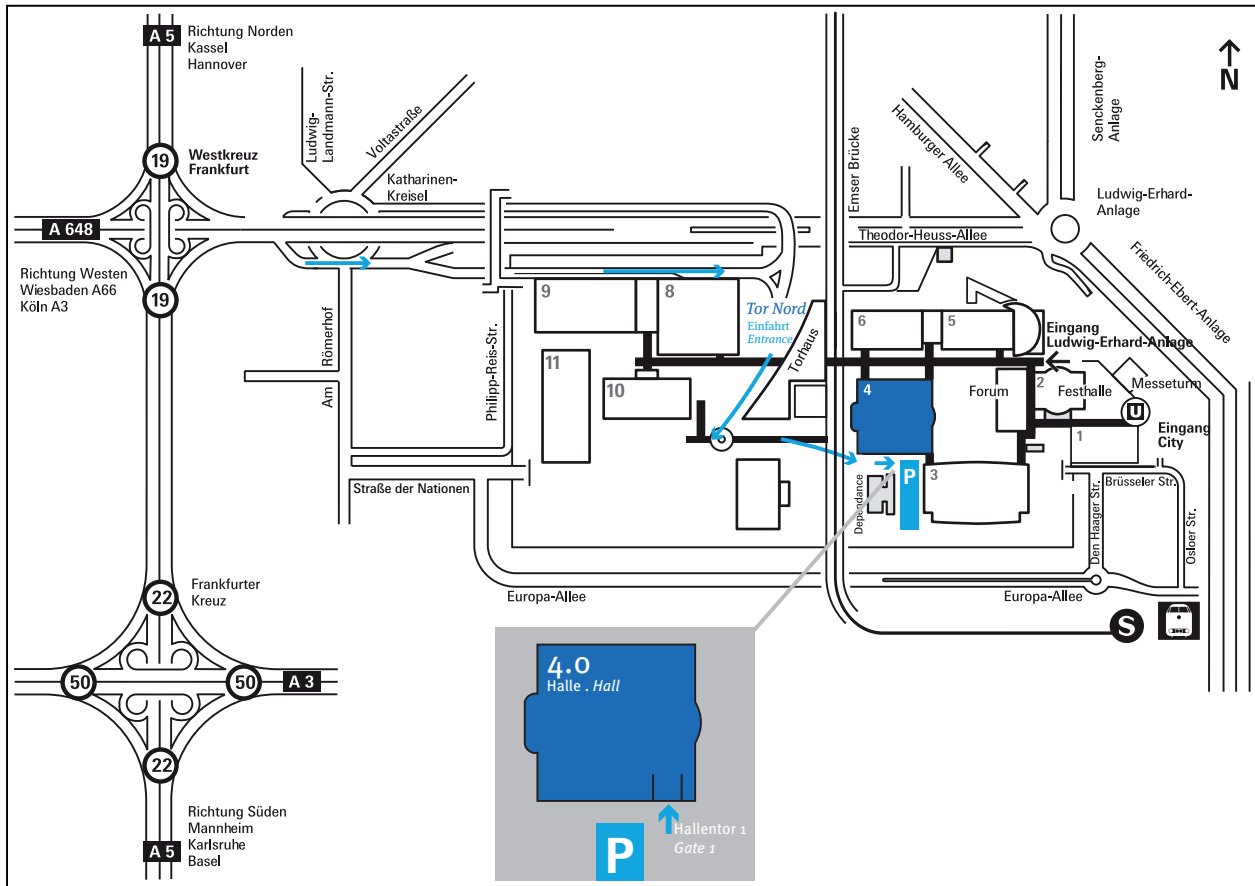 A 5
Richtung Norden
Kassel
Hannover
19
Westkreuz
Frankfurt
A 648
Richtung Westen
Wiesbaden A66
Köln A3
19
Ludwig-
Landmann-Str.
Voltastraße
Katharinen-
Kreisel
Emser Brücke
Hamburger Allee
Senckenberg-
Anlage
N
Ludwig-Erhard-
Anlage
Theodor-Heuss-Allee
Friedrich-Ebert-Anlage
Am Römerhof
Philipp-Reis-Str.
9
8
Tor Nord
Einfahrt
Entrance
Torhaus
6
5
Eingang
Ludwig-Erhard-Anlage
11
10
4
Forum
2
Festhalle
Messeturm
U
Eingang
City
1
Straße der Nationen
Dependance
P
3
Brüsseler Str.
Den Haager Str.
Osloer Str.
Europa-Allee
Europa-Allee
S
22
Frankfurter
Kreuz
50
50
A 3
22
Richtung Süden
Mannheim
Karlsruhe
Basel
A 5
4.0
Halle . Hall
Hallentor 1
Gate 1
P